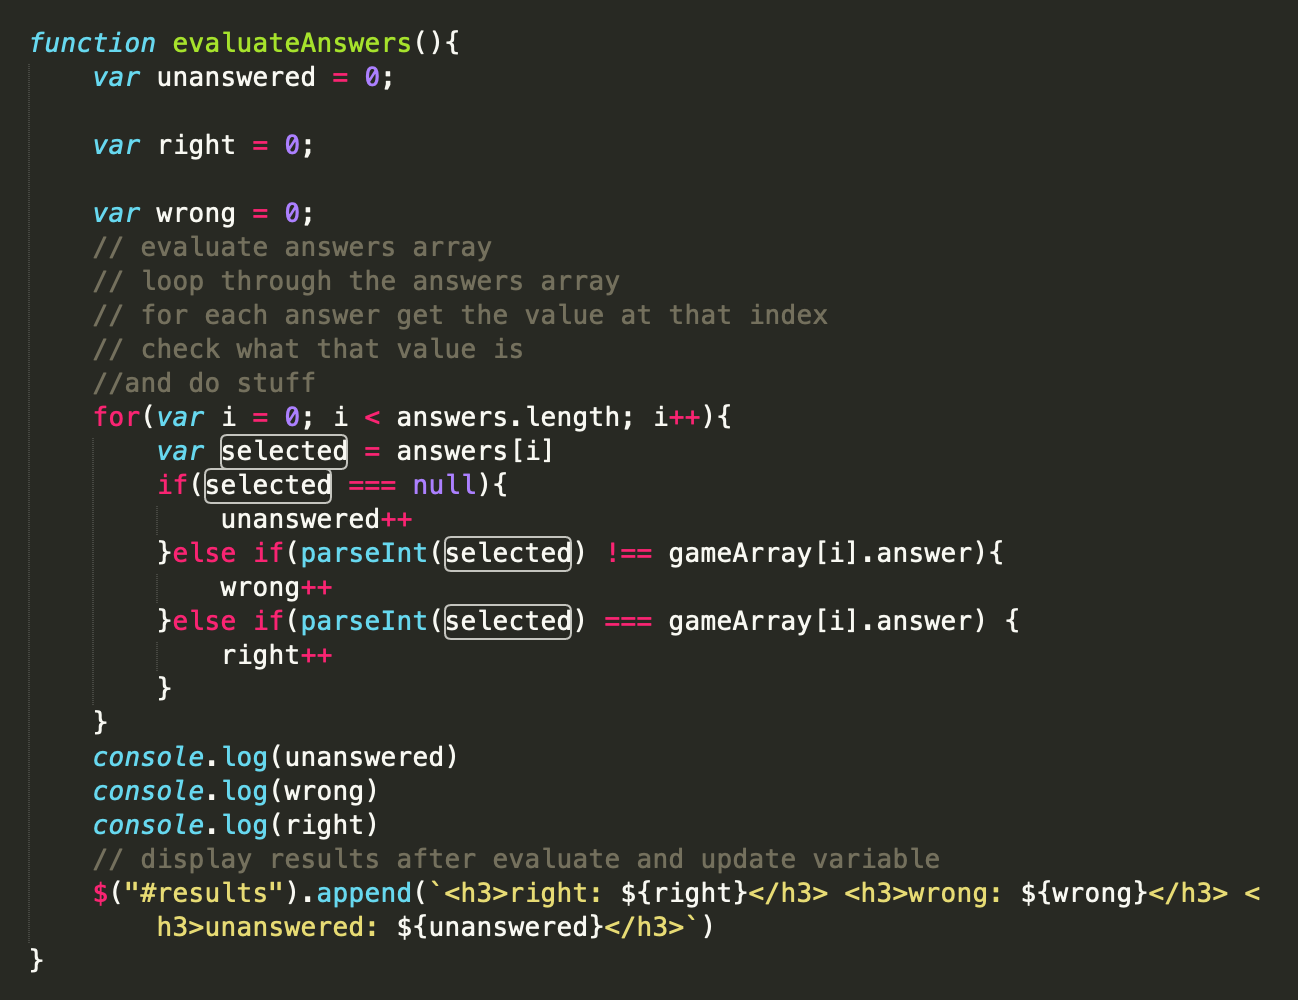 function evaluateAnswers(){
    var unanswered = 0;

    var right = 0;

    var wrong = 0;
    // evaluate answers array
    // loop through the answers array
    // for each answer get the value at that index
    // check what that value is
    //and do stuff
    for(var i = 0; i < answers.length; i++){
        var selected = answers[i]
        if(selected === null){
            unanswered++
        }else if(parseInt(selected) !== gameArray[i].answer){
            wrong++
        }else if(parseInt(selected) === gameArray[i].answer) {
            right++
        }
    }
    console.log(unanswered)
    console.log(wrong)
    console.log(right)
    // display results after evaluate and update variable
    $("#results").append(`<h3>right: ${right}</h3> <h3>wrong: ${wrong}</h3> <
        h3>unanswered: ${unanswered}</h3>`)
}